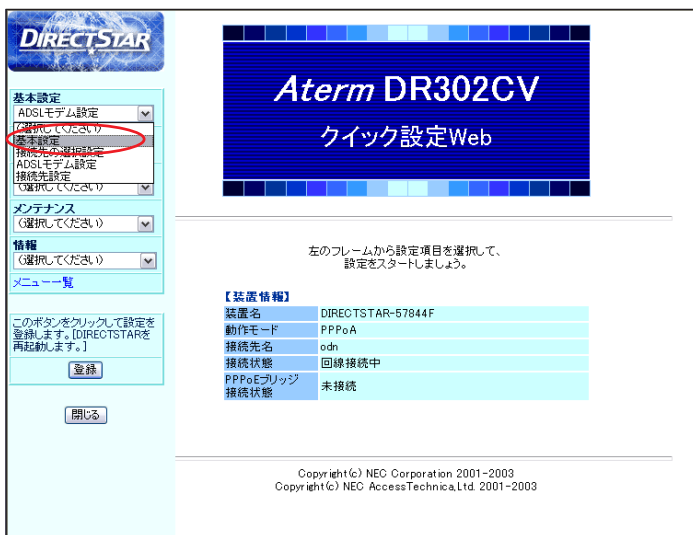 DIRECTSTAR
基本設定
ADSLモデム設定
(選択してください)
基本設定
接続先の選択設定
ADSLモデム設定
接続先設定
(選択してください)
メンテナンス
(選択してください)
情報
(選択してください)
メニュー一覧
このボタンをクリックして設定を
登録します。[DIRECTSTARを
再起動します。]
登録
閉じる
Aterm DR302CV
クイック設定Web
左のフレームから設定項目を選択して、
設定をスタートしましょう。
【装置情報】
装置名 DIRECTSTAR-57844F
動作モード PPPoA
接続先名 odn
接続状態 回線接続中
PPPoEブリッジ
接続状態 未接続
Copyright(c) NEC Corporation 2001-2003
Copyright(c) NEC AccessTechnica,Ltd. 2001-2003